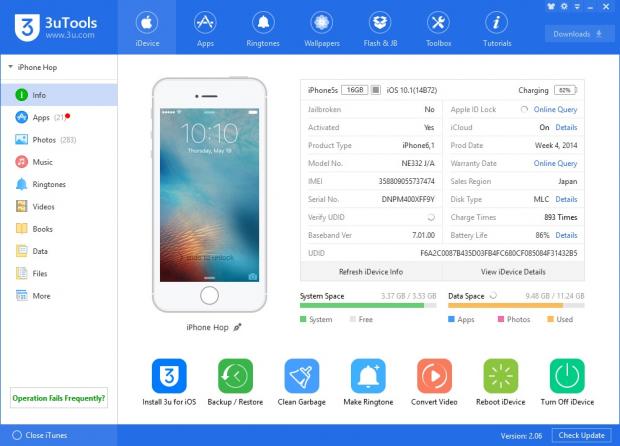 3uTools
www.3u.com
iDevice
Apps
Ringtones
Wallpapers
Flash & JB
Toolbox
Tutorials
Downloads
iPhone Hop
Info
Apps (21)
Photos (283)
Music
Ringtones
Videos
Books
Data
Files
More
Operation Fails Frequently?
Close iTunes
10:09
Thursday, May 19
slide to unlock
iPhone Hop
iPhone5s 16GB iOS 10.1(14B72) Charging 62%
Jailbroken No Apple ID Lock Online Query
Activated Yes iCloud On Details
Product Type iPhone6,1 Prod Date Week 4, 2014
Model No. NE332 J/A Warranty Date Online Query
IMEI 358809055737474 Sales Region Japan
Serial No. DNPM400XFF9Y Disk Type MLC Details
Verify UDID Charge Times 893 Times
Baseband Ver 7.01.00 Battery Life 86% Details
UDID F6A2C0087B435D03FB4FC680CF085084F31432B5
Refresh iDevice Info View iDevice Details
System Space 3.37 GB / 3.53 GB Data Space 9.48 GB / 11.24 GB
System Free Apps Photos Used
Install 3u for iOS
Backup / Restore
Clean Garbage
Make Ringtone
Convert Video
Reboot iDevice
Turn Off iDevice
Version: 2.06 Check Update